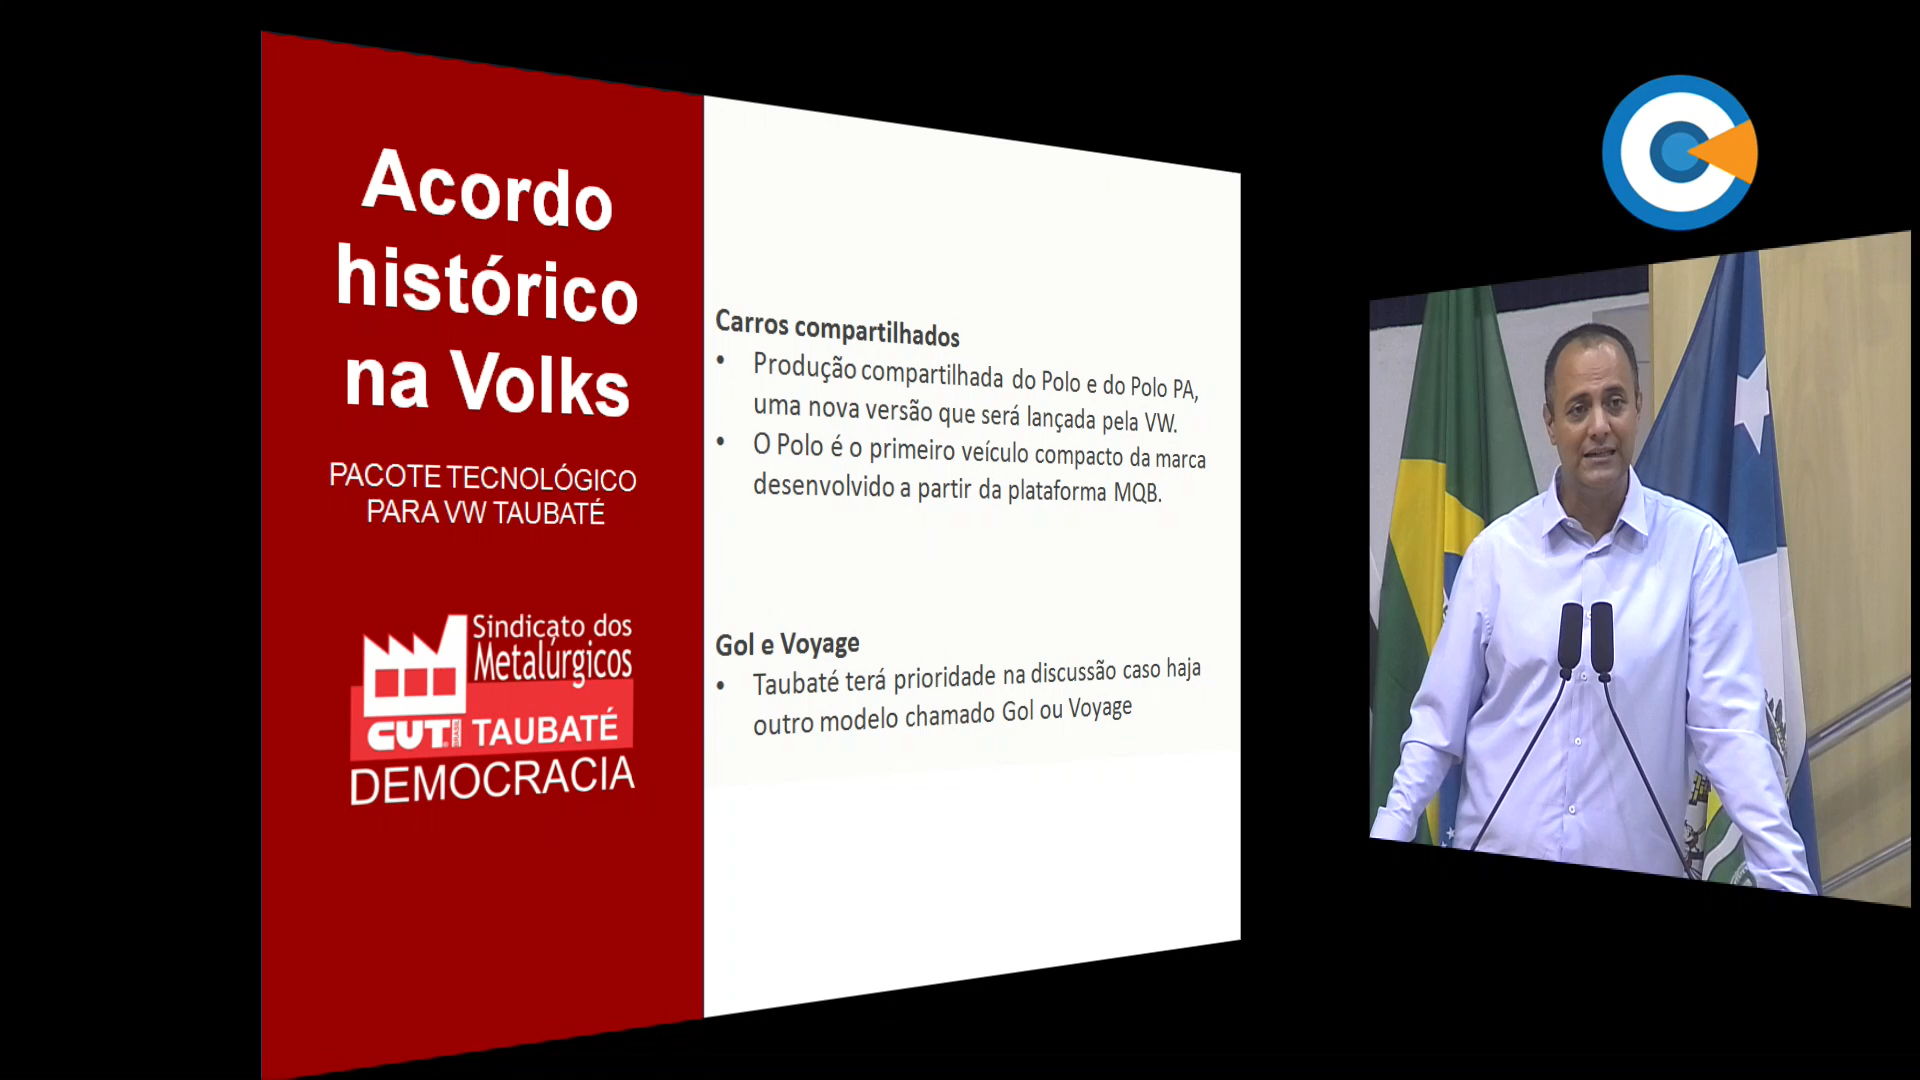 Acordo
histórico
na Volks
PACOTE TECNOLÓGICO
PARA VW TAUBATÉ
Sindicato dos
Metalúrgicos
CUT BRASIL TAUBATÉ
DEMOCRACIA
Carros compartilhados
• Produção compartilhada do Polo e do Polo PA,
uma nova versão que será lançada pela VW.
• O Polo é o primeiro veículo compacto da marca
desenvolvido a partir da plataforma MQB.
Gol e Voyage
• Taubaté terá prioridade na discussão caso haja
outro modelo chamado Gol ou Voyage